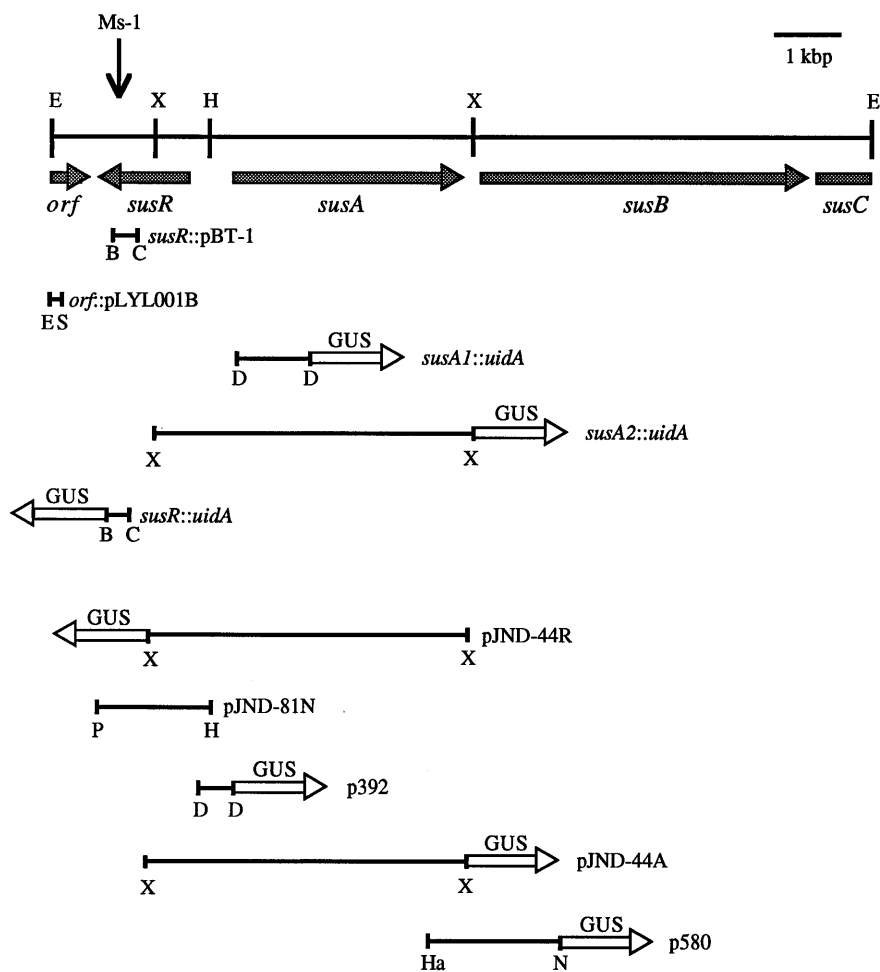 Ms-1
1 kbp
E X H X E
orf susR susA susB susC
susR::pBT-1
B C
orf::pLYL001B
E S
GUS
susA1::uidA
D D
GUS
susA2::uidA
X X
GUS
susR::uidA
B C
GUS
pJND-44R
X X
pJND-81N
P H
GUS
p392
D D
GUS
pJND-44A
X X
GUS
p580
Ha N